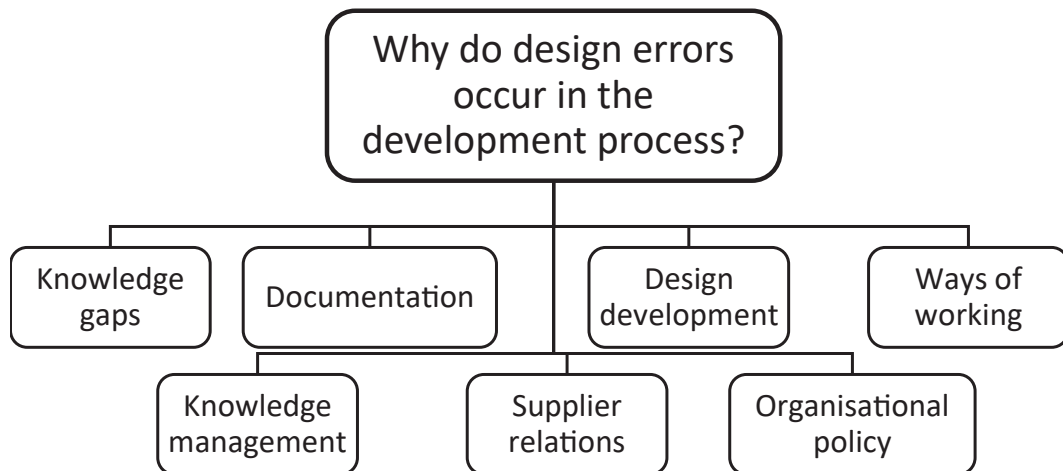 Why do design errors
occur in the
development process?
Knowledge
gaps
Documentation
Design
development
Ways of
working
Knowledge
management
Supplier
relations
Organisational
policy